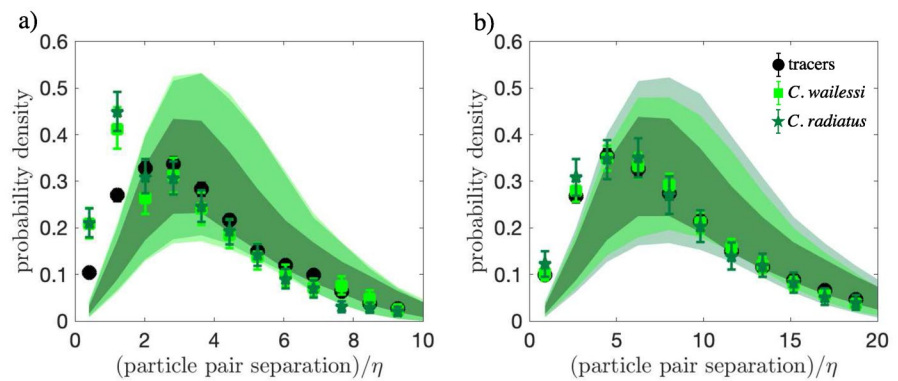 a)
0.6
0.5
0.4
0.3
0.2
0.1
0
probability density
0 2 4 6 8 10
(particle pair separation)/η
b)
0.6
0.5
0.4
0.3
0.2
0.1
0
probability density
0 5 10 15 20
(particle pair separation)/η
tracers
C. wailessi
C. radiatus